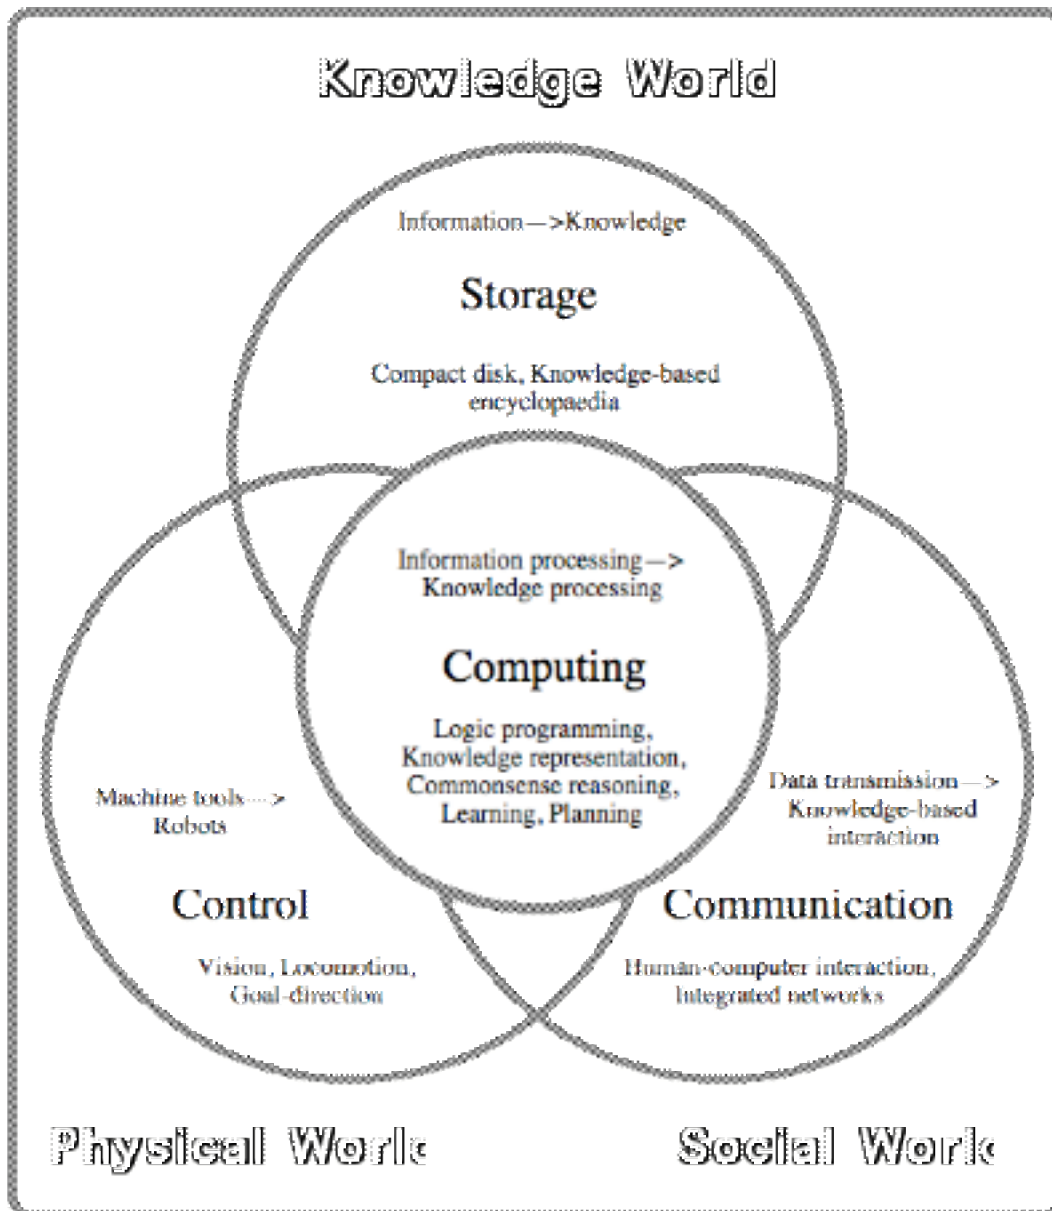 Knowledge World
Information—>Knowledge
Storage
Compact disk, Knowledge-based
encyclopaedia
Information processing—>
Knowledge processing
Computing
Logic programming,
Knowledge representation,
Commonsense reasoning,
Learning, Planning
Machine tools—>
Robots
Control
Vision, Locomotion,
Goal-direction
Data transmission—>
Knowledge-based
interaction
Communication
Human-computer interaction,
Integrated networks
Physical World
Social World